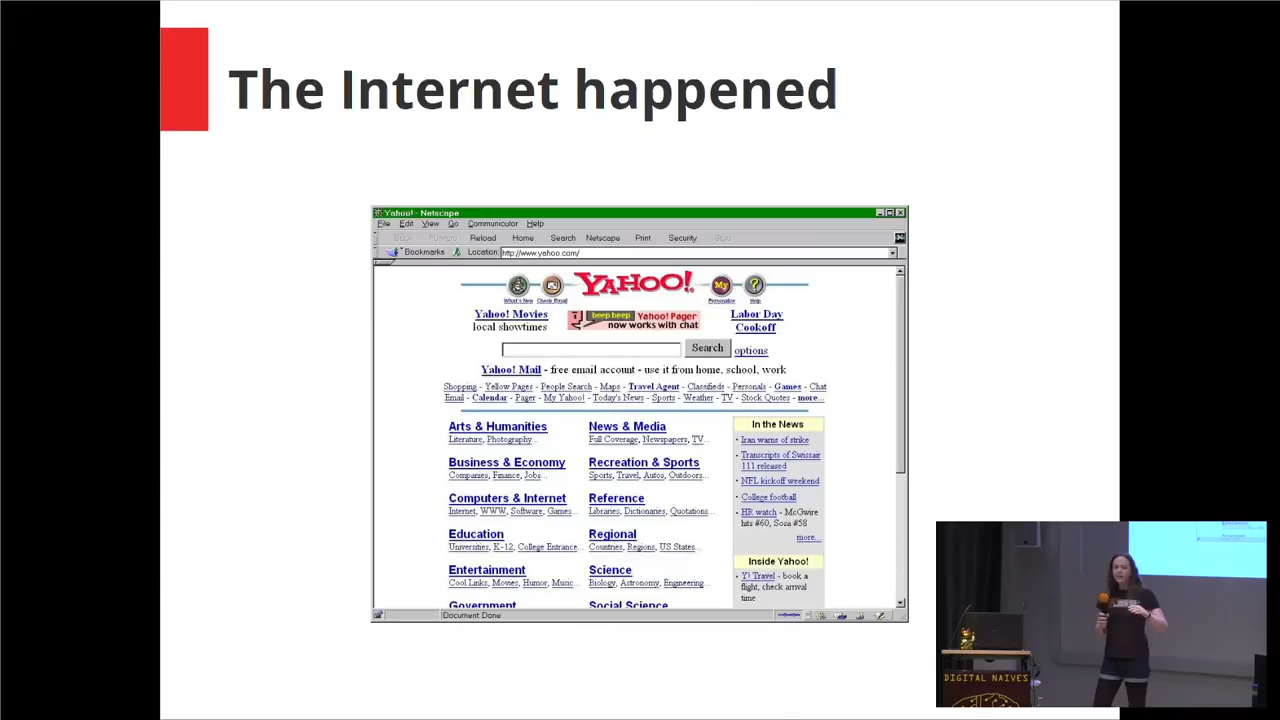 The Internet happened
Yahoo! - Netscape
File Edit View Go Communicator Help
Back Forward Reload Home Search Netscape Print Security Stop
Bookmarks Location: http://www.yahoo.com/
YAHOO!
What's New Check Email Personalize Help
Yahoo! Movies
local showtimes
beep beep Yahoo! Pager
now works with chat
Labor Day
Cookoff
Search options
Yahoo! Mail - free email account - use it from home, school, work
Shopping - Yellow Pages - People Search - Maps - Travel Agent - Classifieds - Personals - Games - Chat
Email - Calendar - Pager - My Yahoo! - Today's News - Sports - Weather - TV - Stock Quotes - more...
Arts & Humanities
Literature, Photography...
Business & Economy
Companies, Finance, Jobs...
Computers & Internet
Internet, WWW, Software, Games...
Education
Universities, K-12, College Entrance...
Entertainment
Cool Links, Movies, Humor, Music...
Government
News & Media
Full Coverage, Newspapers, TV...
Recreation & Sports
Sports, Travel, Autos, Outdoors...
Reference
Libraries, Dictionaries, Quotations...
Regional
Countries, Regions, US States...
Science
Biology, Astronomy, Engineering...
Social Science
In the News
Iran warns of strike
Transcripts of Swissair
111 released
NFL kickoff weekend
College football
HR watch - McGwire
hits #60, Sosa #58
more...
Inside Yahoo!
Y! Travel - book a
flight, check arrival
time
Document Done
DIGITAL NAIVES